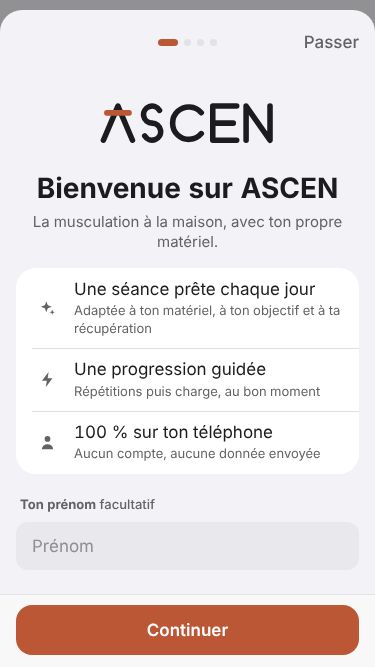 Passer
ASCEN
Bienvenue sur ASCEN
La musculation à la maison, avec ton propre
matériel.
Une séance prête chaque jour
Adaptée à ton matériel, à ton objectif et à ta
récupération
Une progression guidée
Répétitions puis charge, au bon moment
100 % sur ton téléphone
Aucun compte, aucune donnée envoyée
Ton prénom facultatif
Prénom
Continuer